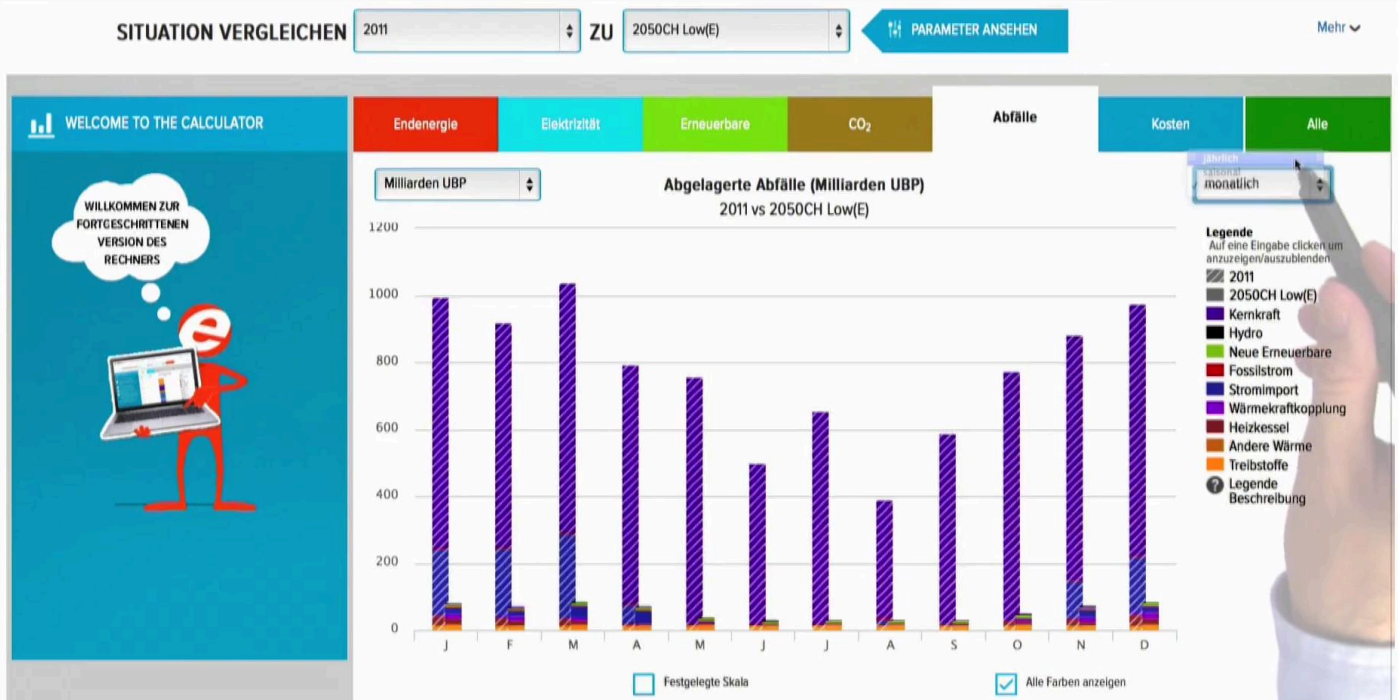 SITUATION VERGLEICHEN 2011 ZU 2050CH Low(E) PARAMETER ANSEHEN Mehr
WELCOME TO THE CALCULATOR
Endenergie Elektrizität Erneuerbare CO₂ Abfälle Kosten Alle
WILLKOMMEN ZUR
FORTGESCHRITTENEN
VERSION DES
RECHNERS
Milliarden UBP
Abgelagerte Abfälle (Milliarden UBP)
2011 vs 2050CH Low(E)
jährlich
saisonal
monatlich
1200
1000
800
600
400
200
0
J F M A M J J A S O N D
Legende
Auf eine Eingabe clicken um
anzuzeigen/auszublenden
2011
2050CH Low(E)
Kernkraft
Hydro
Neue Erneuerbare
Fossilstrom
Stromimport
Wärmekraftkopplung
Heizkessel
Andere Wärme
Treibstoffe
? Legende
Beschreibung
Festgelegte Skala
Alle Farben anzeigen